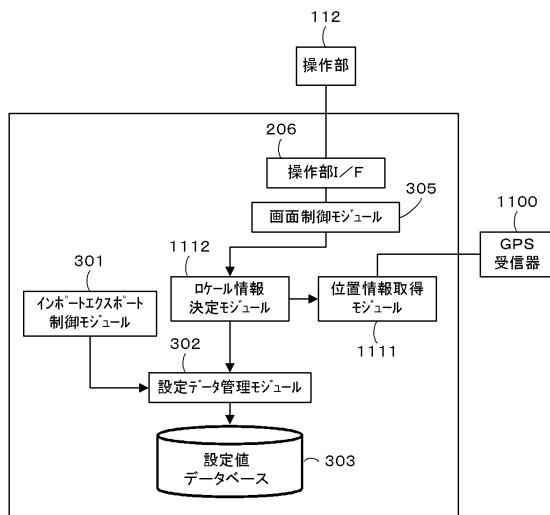 112
操作部
206
操作部I／F
305
画面制御モジュール
1100
GPS
受信器
1112
ロケール情報
決定モジュール
301
インポートエクスポート
制御モジュール
位置情報取得
モジュール
1111
302
設定データ管理モジュール
設定値
データベース
303